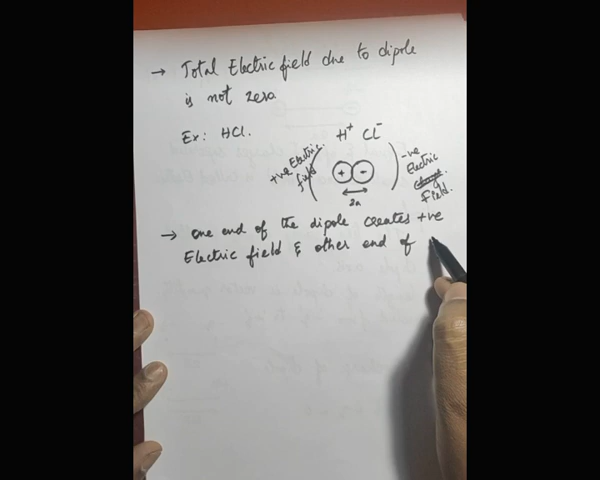 → Total Electric field due to dipole
is not zero
Ex: HCl.
H⁺ Cl⁻
+ve Electric
field
+ -
2a
-ve
Electric
Field.
→ One end of the dipole creates +ve
Electric field & other end of